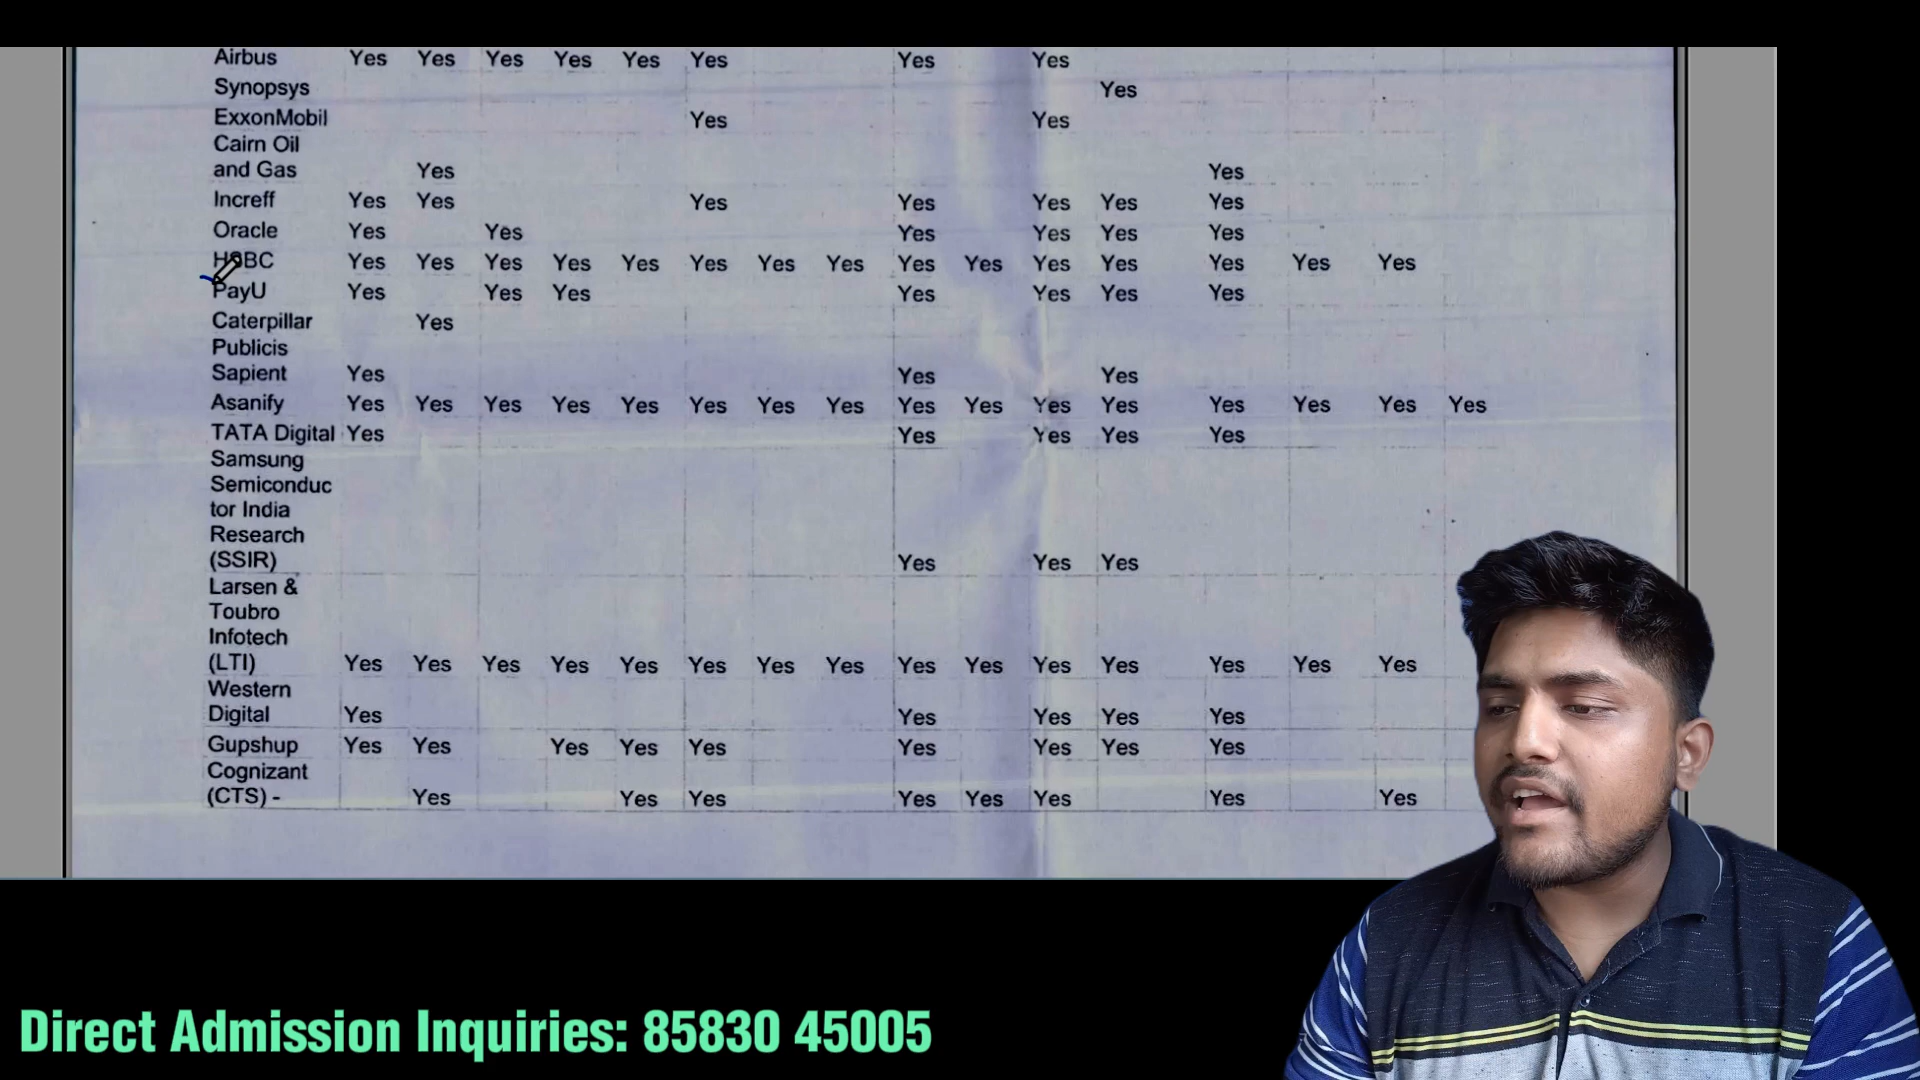 Airbus Yes Yes Yes Yes Yes Yes Yes Yes
Synopsys Yes
ExxonMobil Yes Yes
Cairn Oil
and Gas Yes Yes
Increff Yes Yes Yes Yes Yes Yes Yes
Oracle Yes Yes Yes Yes Yes Yes
HSBC Yes Yes Yes Yes Yes Yes Yes Yes Yes Yes Yes Yes Yes Yes Yes
PayU Yes Yes Yes Yes Yes Yes Yes
Caterpillar Yes
Publicis
Sapient Yes Yes Yes
Asanify Yes Yes Yes Yes Yes Yes Yes Yes Yes Yes Yes Yes Yes Yes Yes Yes
TATA Digital Yes Yes Yes Yes Yes
Samsung
Semiconduc
tor India
Research
(SSIR) Yes Yes Yes
Larsen &
Toubro
Infotech
(LTI) Yes Yes Yes Yes Yes Yes Yes Yes Yes Yes Yes Yes Yes Yes Yes
Western
Digital Yes Yes Yes Yes Yes
Gupshup Yes Yes Yes Yes Yes Yes Yes Yes Yes
Cognizant
(CTS) - Yes Yes Yes Yes Yes Yes Yes Yes
Direct Admission Inquiries: 85830 45005